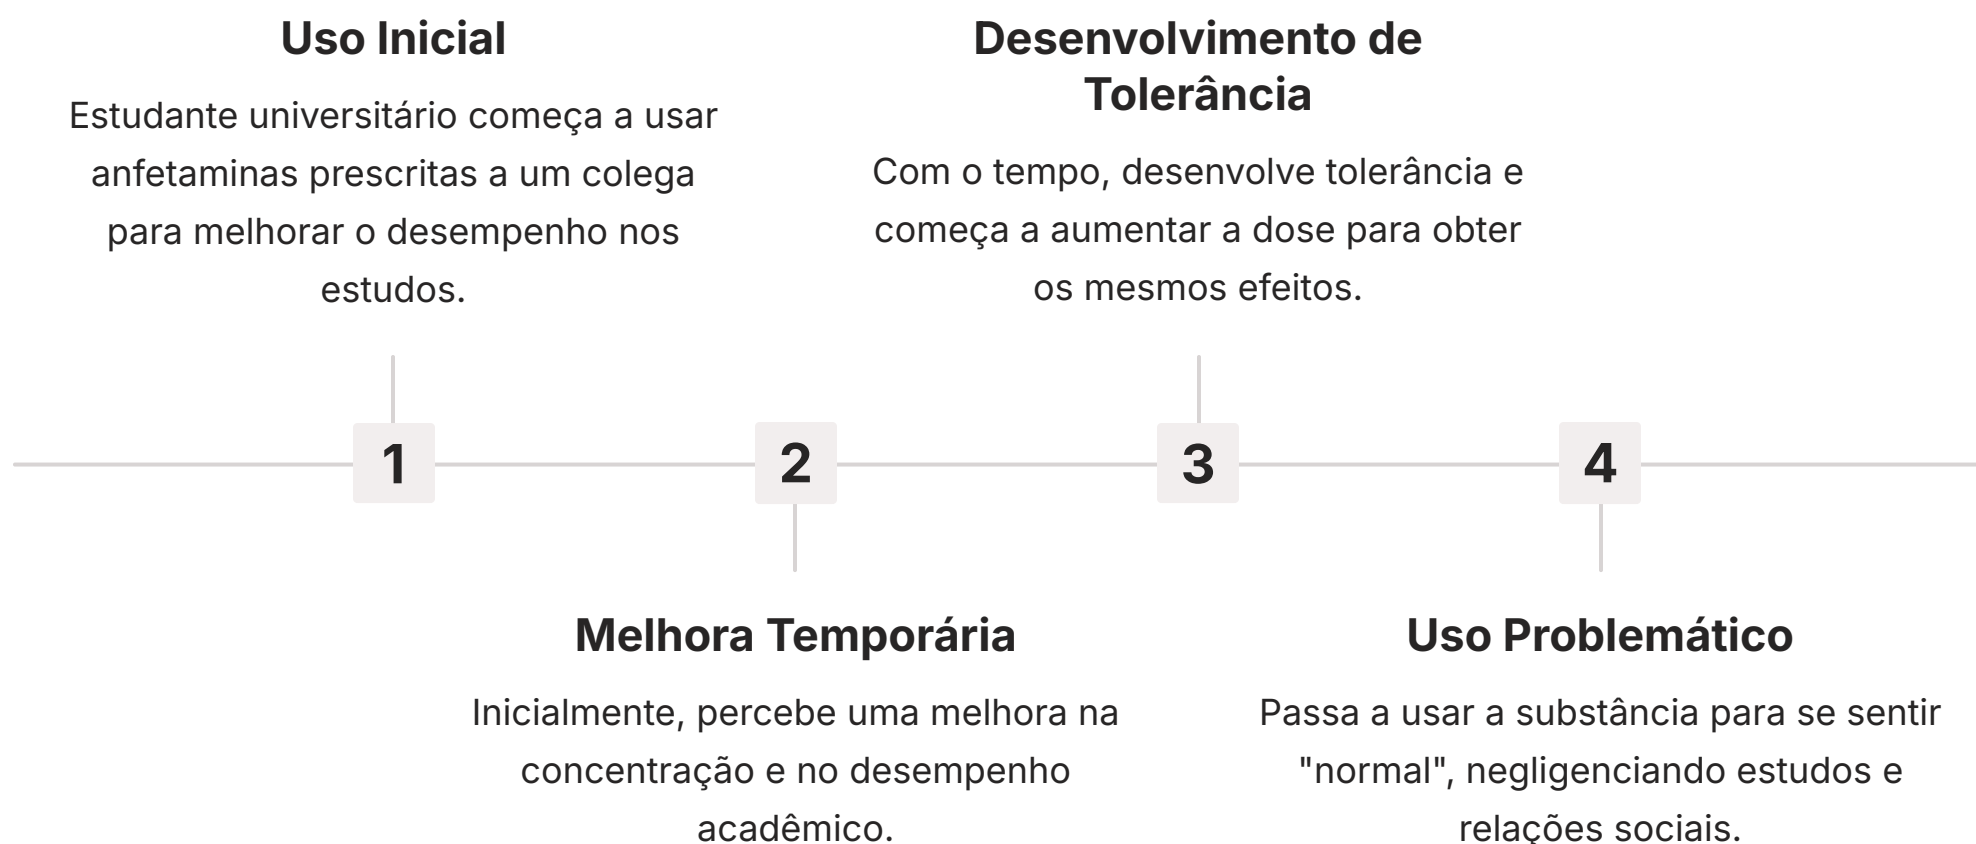 Uso Inicial
Estudante universitário começa a usar
anfetaminas prescritas a um colega
para melhorar o desempenho nos
estudos.
Desenvolvimento de
Tolerância
Com o tempo, desenvolve tolerância e
começa a aumentar a dose para obter
os mesmos efeitos.
1
2
3
4
Melhora Temporária
Inicialmente, percebe uma melhora na
concentração e no desempenho
acadêmico.
Uso Problemático
Passa a usar a substância para se sentir
"normal", negligenciando estudos e
relações sociais.